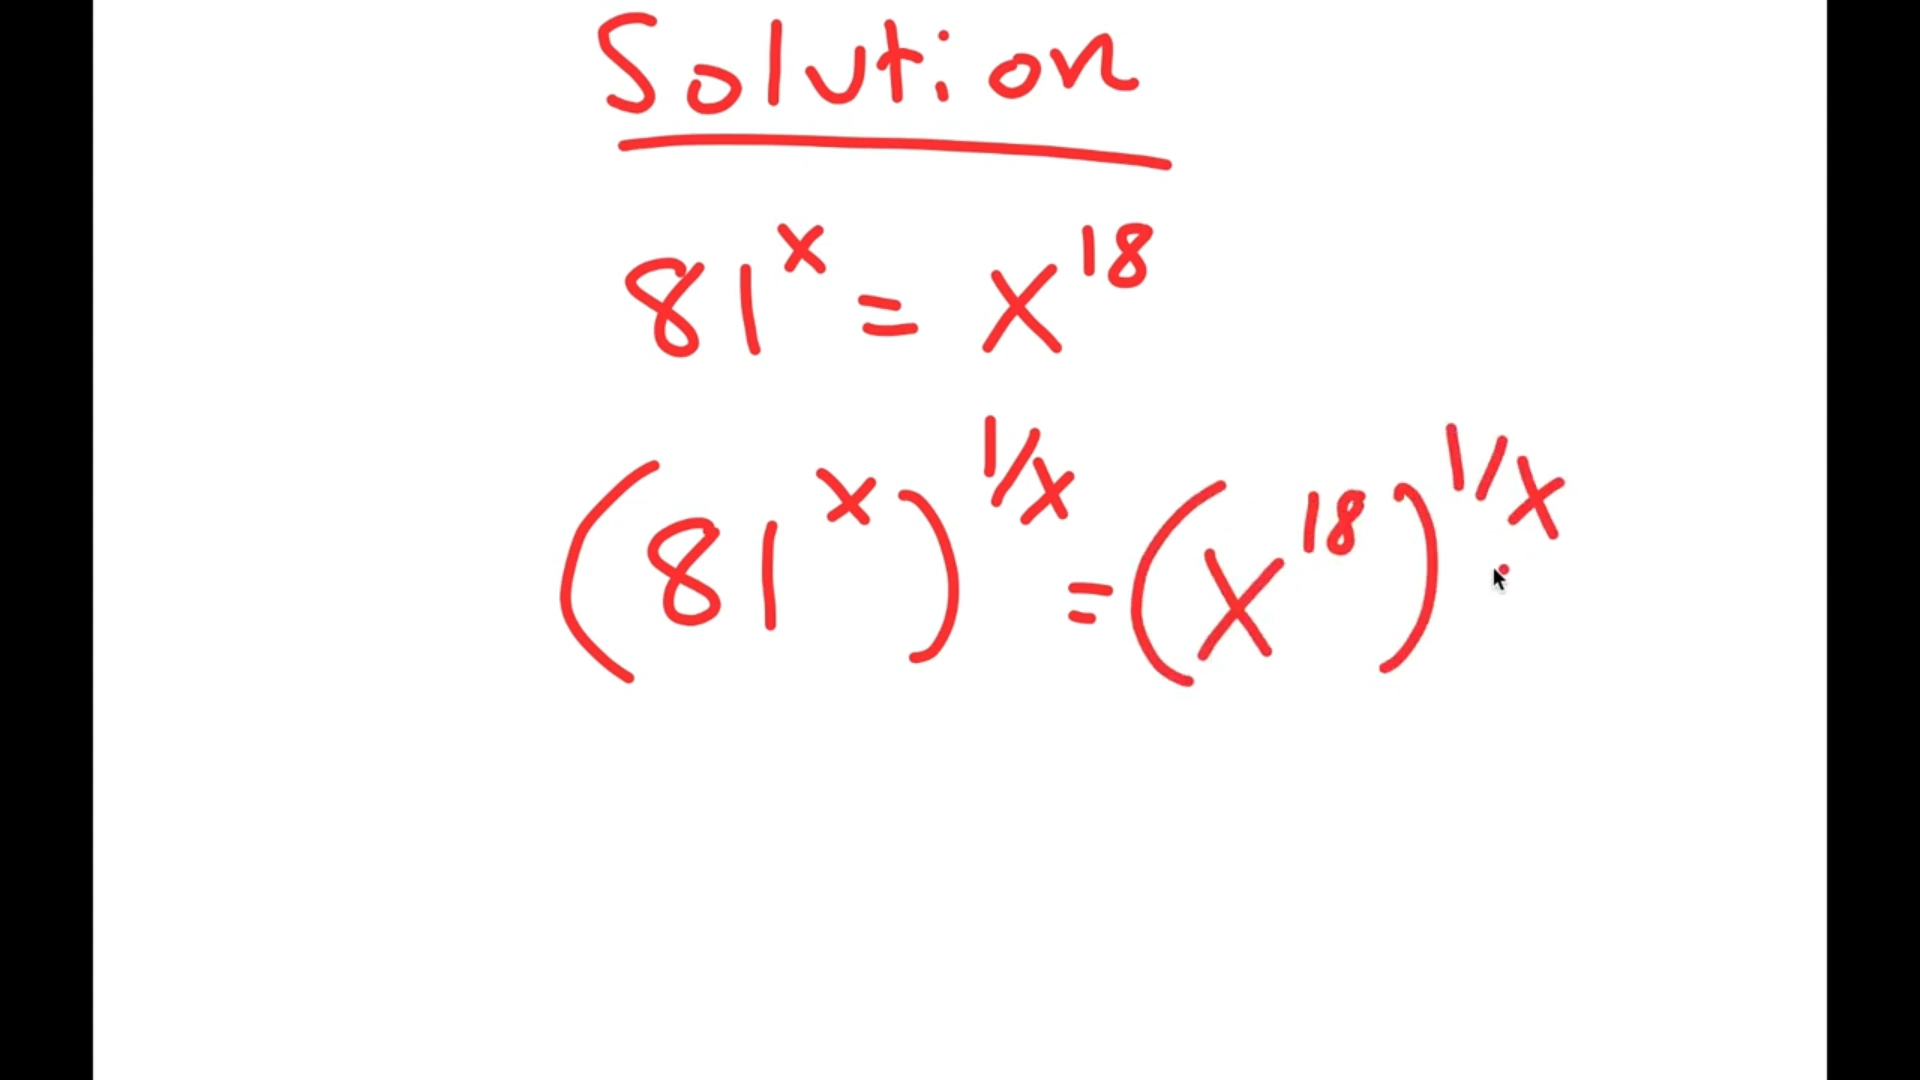 Solution
81^x = x^18
(81^x)^1/x = (x^18)^1/x